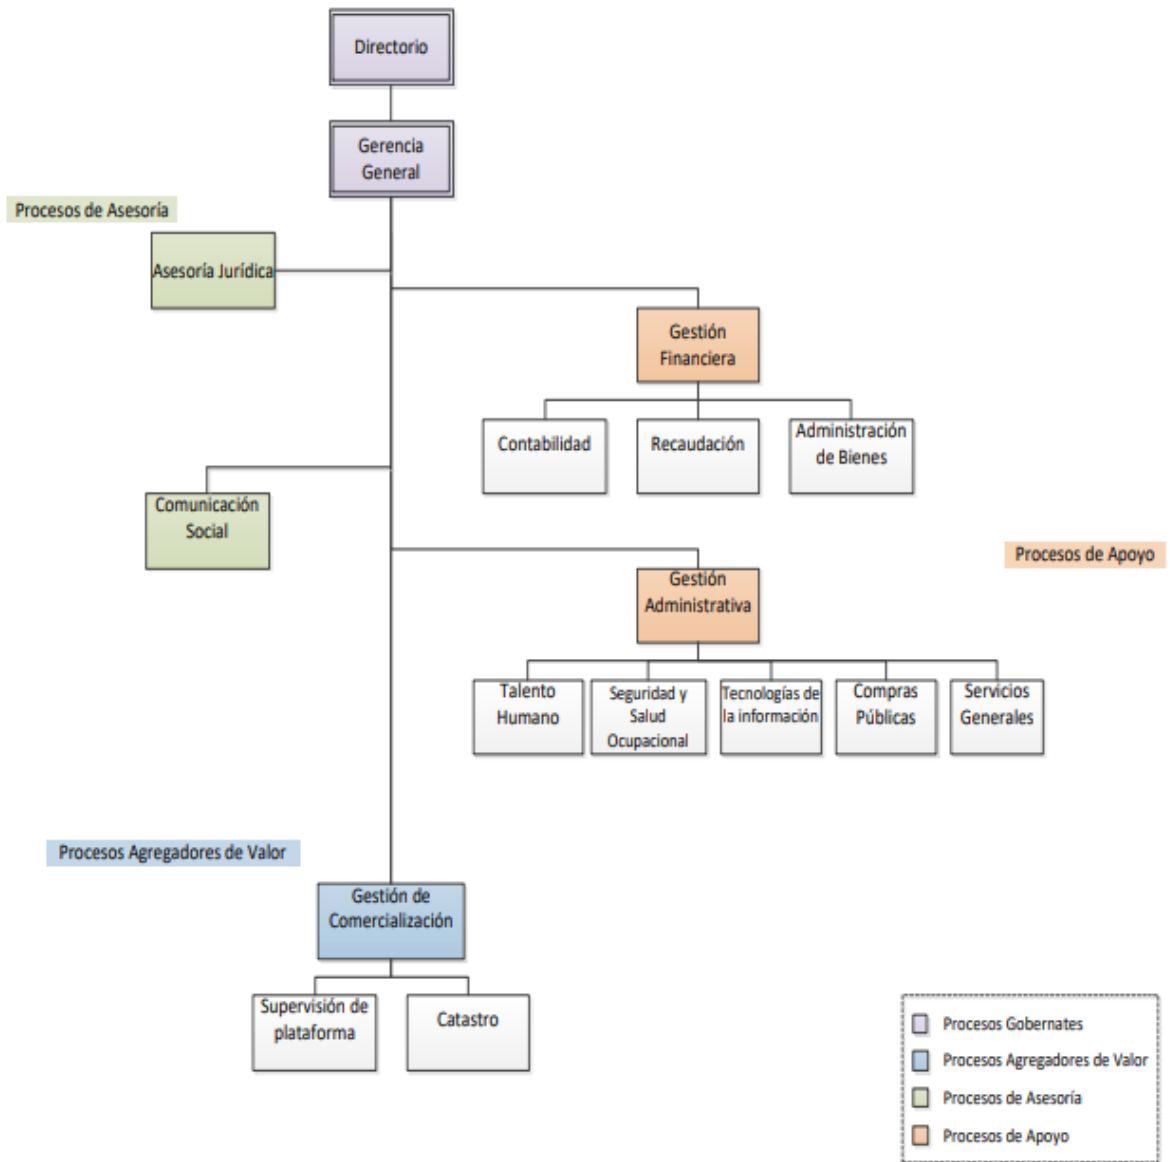 Directorio
Gerencia
General
Procesos de Asesoría
Asesoría Jurídica
Gestión
Financiera
Contabilidad
Recaudación
Administración
de Bienes
Comunicación
Social
Procesos de Apoyo
Gestión
Administrativa
Talento
Humano
Seguridad y
Salud
Ocupacional
Tecnologías de
la información
Compras
Públicas
Servicios
Generales
Procesos Agregadores de Valor
Gestión de
Comercialización
Supervisión de
plataforma
Catastro
Procesos Gobernates
Procesos Agregadores de Valor
Procesos de Asesoría
Procesos de Apoyo